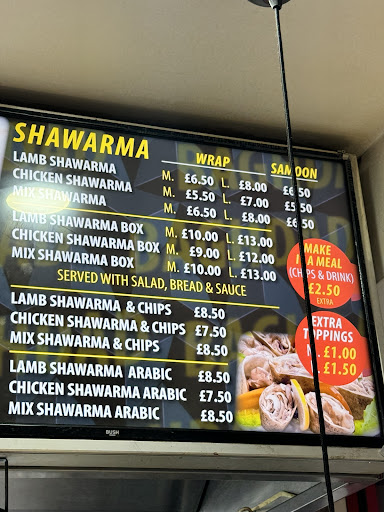 SHAWARMA WRAP SAMOON
LAMB SHAWARMA M. £6.50 L. £8.00 £6.50
CHICKEN SHAWARMA M. £5.50 L. £7.00 £5.50
MIX SHAWARMA M. £6.50 L. £8.00 £6.50
LAMB SHAWARMA BOX M. £10.00 L. £13.00
CHICKEN SHAWARMA BOX M. £9.00 L. £12.00
MIX SHAWARMA BOX M. £10.00 L. £13.00
SERVED WITH SALAD, BREAD & SAUCE
MAKE
IT A MEAL
(CHIPS & DRINK)
£2.50
EXTRA
LAMB SHAWARMA & CHIPS £8.50
CHICKEN SHAWARMA & CHIPS £7.50
MIX SHAWARMA & CHIPS £8.50
EXTRA
TOPPINGS
M. £1.00
£1.50
LAMB SHAWARMA ARABIC £8.50
CHICKEN SHAWARMA ARABIC £7.50
MIX SHAWARMA ARABIC £8.50
BUSH